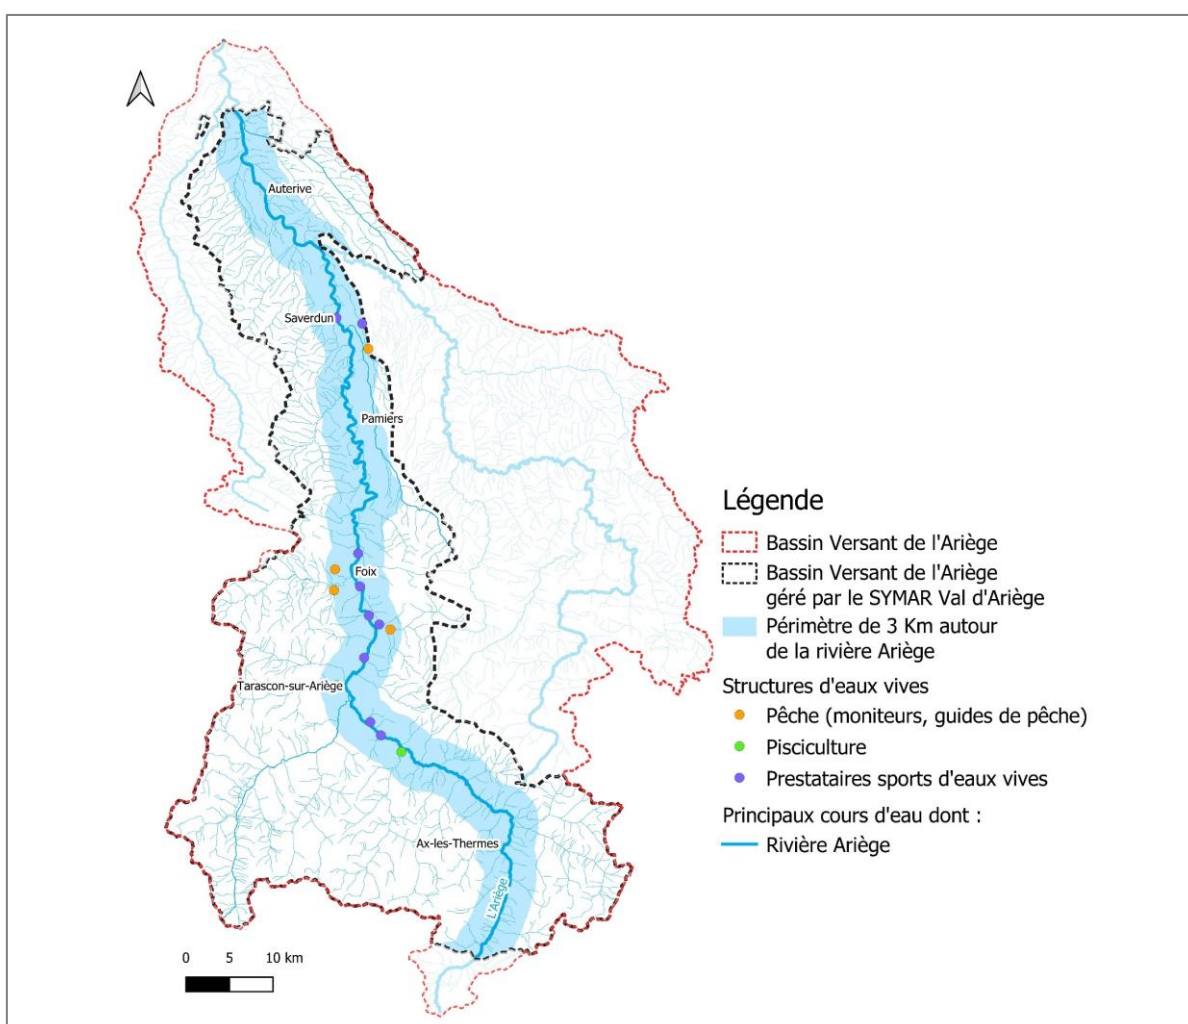 Auterive
Saverdun
Pamiers
Foix
Tarascon-sur-Ariège
Ax-les-Thermes
L'Ariège
0 5 10 km
Légende
Bassin Versant de l'Ariège
Bassin Versant de l'Ariège
géré par le SYMAR Val d'Ariège
Périmètre de 3 Km autour
de la rivière Ariège
Structures d'eaux vives
Pêche (moniteurs, guides de pêche)
Pisciculture
Prestataires sports d'eaux vives
Principaux cours d'eau dont :
Rivière Ariège